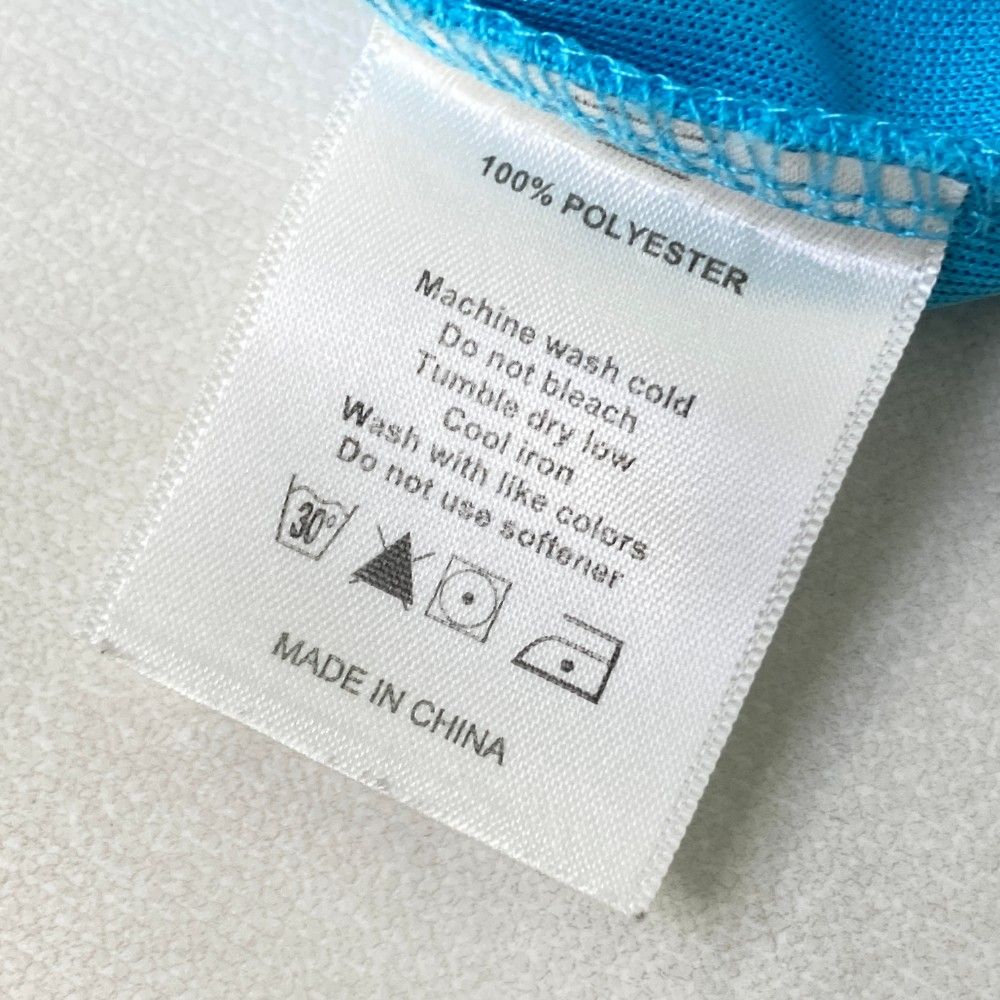 100% POLYESTER
Machine wash cold
Do not bleach
Tumble dry low
Cool iron
Wash with like colors
Do not use softener
30°
MADE IN CHINA